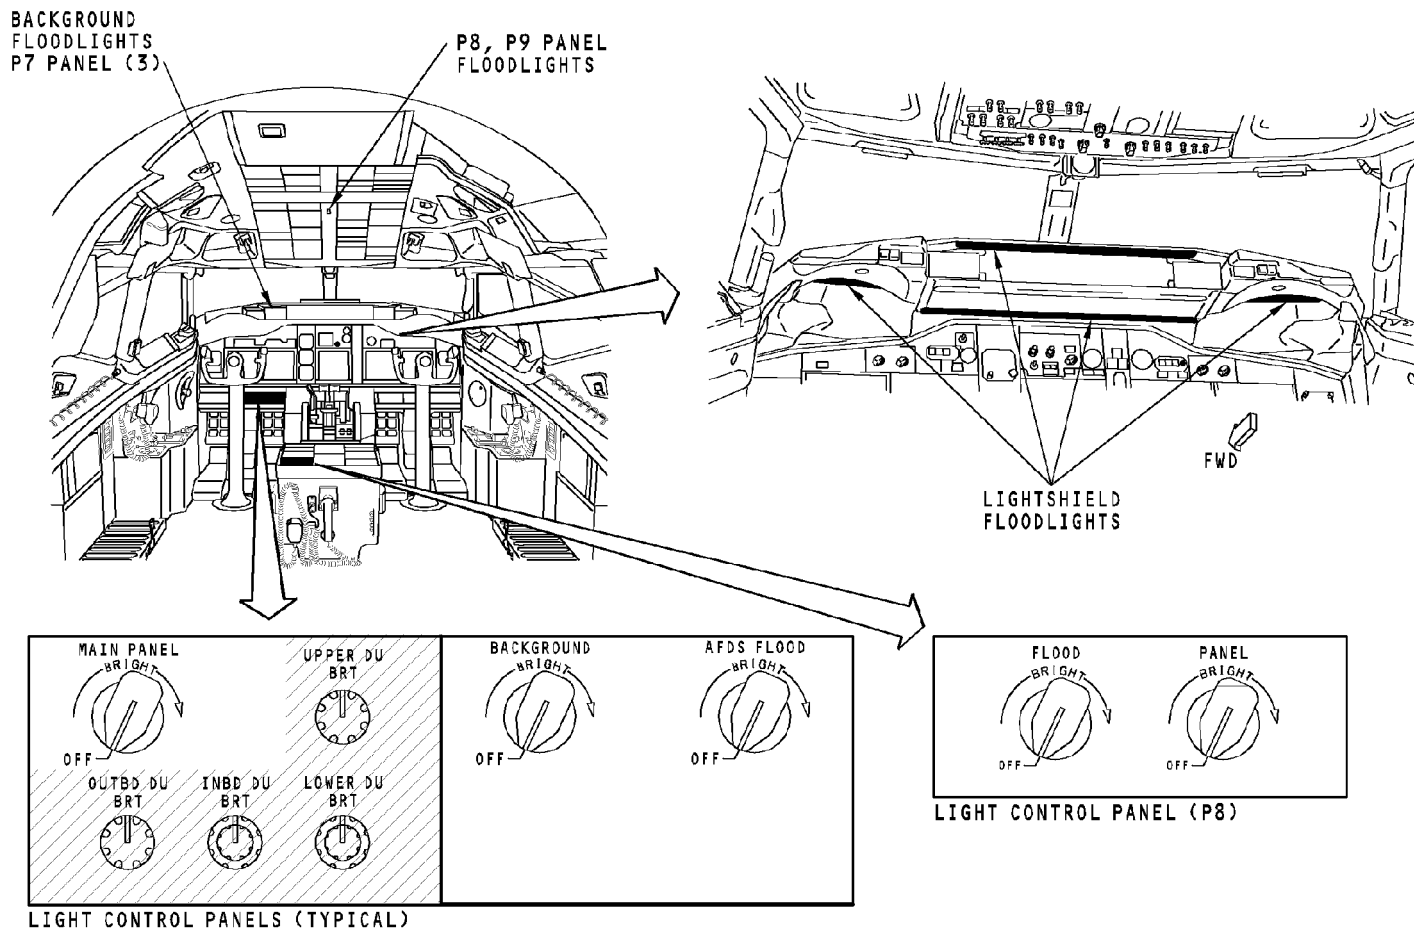 BACKGROUND
FLOODLIGHTS
P7 PANEL (3)
P8, P9 PANEL
FLOODLIGHTS
FWD
LIGHTSHIELD
FLOODLIGHTS
MAIN PANEL
BRIGHT
OFF
UPPER DU
BRT
OUTBD DU
BRT
INBD DU
BRT
LOWER DU
BRT
BACKGROUND
BRIGHT
OFF
AFDS FLOOD
BRIGHT
OFF
LIGHT CONTROL PANELS (TYPICAL)
FLOOD
BRIGHT
OFF
PANEL
BRIGHT
OFF
LIGHT CONTROL PANEL (P8)